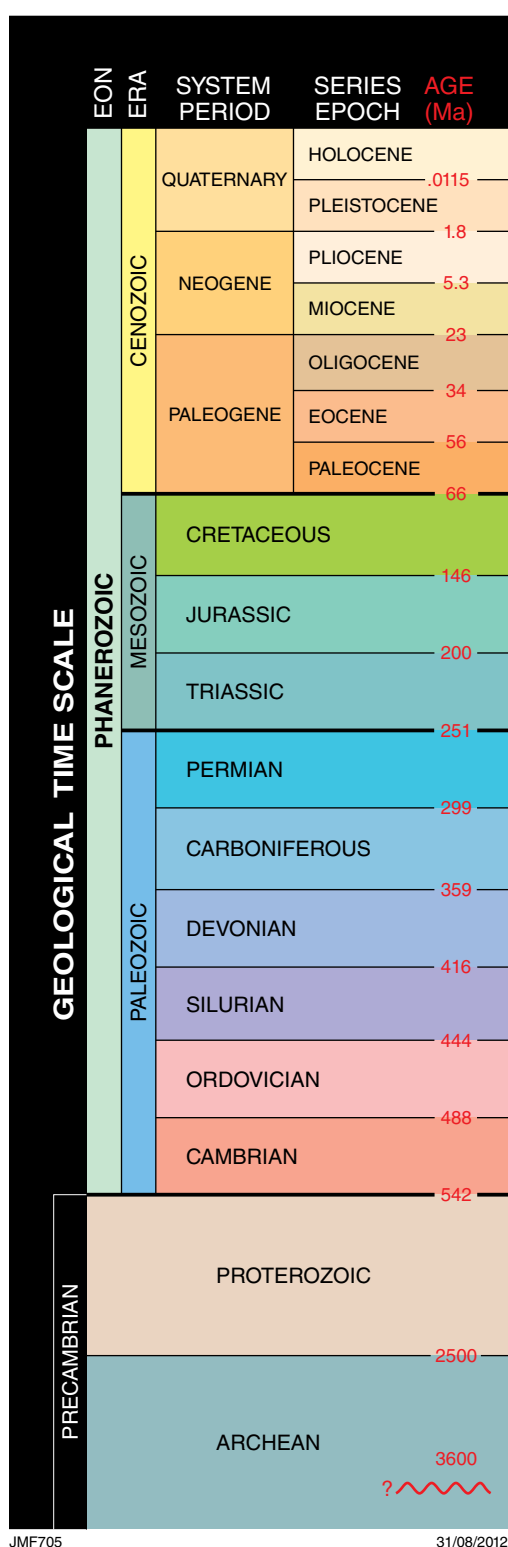 EON
ERA
SYSTEM
PERIOD
SERIES
EPOCH
AGE
(Ma)
GEOLOGICAL TIME SCALE
PHANEROZOIC
CENOZOIC
QUATERNARY
HOLOCENE
.0115
PLEISTOCENE
1.8
NEOGENE
PLIOCENE
5.3
MIOCENE
23
PALEOGENE
OLIGOCENE
34
EOCENE
56
PALEOCENE
66
MESOZOIC
CRETACEOUS
146
JURASSIC
200
TRIASSIC
251
PALEOZOIC
PERMIAN
299
CARBONIFEROUS
359
DEVONIAN
416
SILURIAN
444
ORDOVICIAN
488
CAMBRIAN
542
PRECAMBRIAN
PROTEROZOIC
2500
ARCHEAN
3600
?
JMF705
31/08/2012